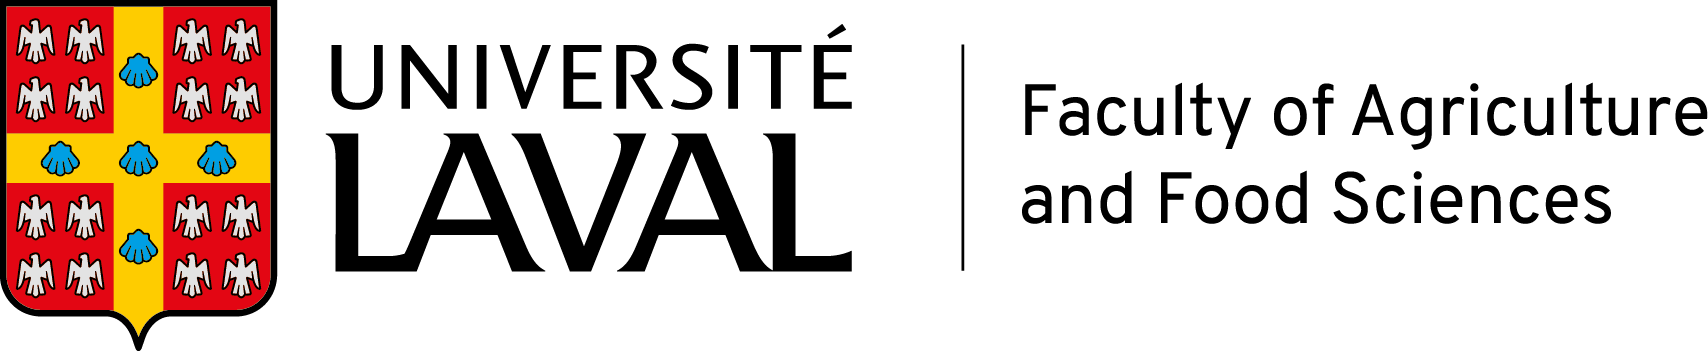 UNIVERSITÉ
LAVAL
Faculty of Agriculture
and Food Sciences